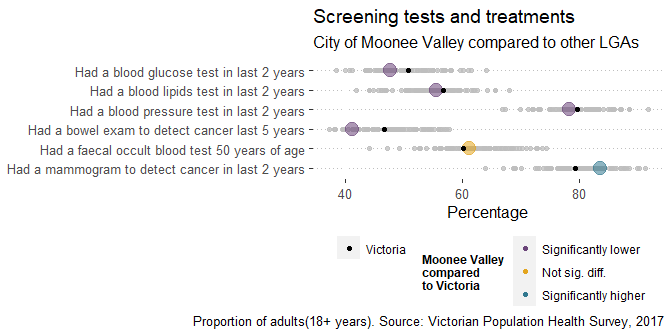 Screening tests and treatments
City of Moonee Valley compared to other LGAs
Had a blood glucose test in last 2 years
Had a blood lipids test in last 2 years
Had a blood pressure test in last 2 years
Had a bowel exam to detect cancer last 5 years
Had a faecal occult blood test 50 years of age
Had a mammogram to detect cancer in last 2 years
40 60 80
Percentage
Victoria
Moonee Valley
compared
to Victoria
Significantly lower
Not sig. diff.
Significantly higher
Proportion of adults(18+ years). Source: Victorian Population Health Survey, 2017